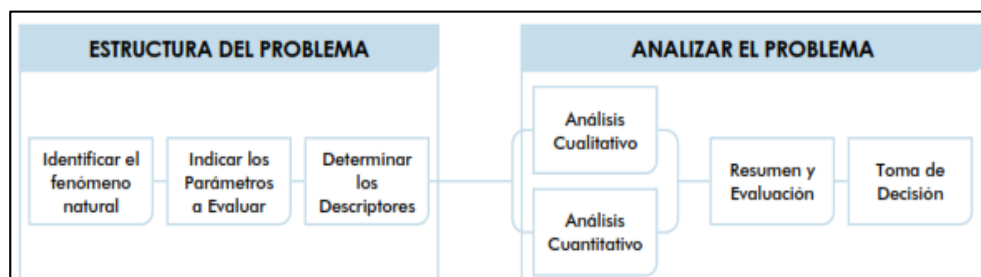 ESTRUCTURA DEL PROBLEMA
Identificar el
fenómeno
natural
Indicar los
Parámetros
a Evaluar
Determinar
los
Descriptores
ANALIZAR EL PROBLEMA
Análisis
Cualitativo
Análisis
Cuantitativo
Resumen y
Evaluación
Toma de
Decisión